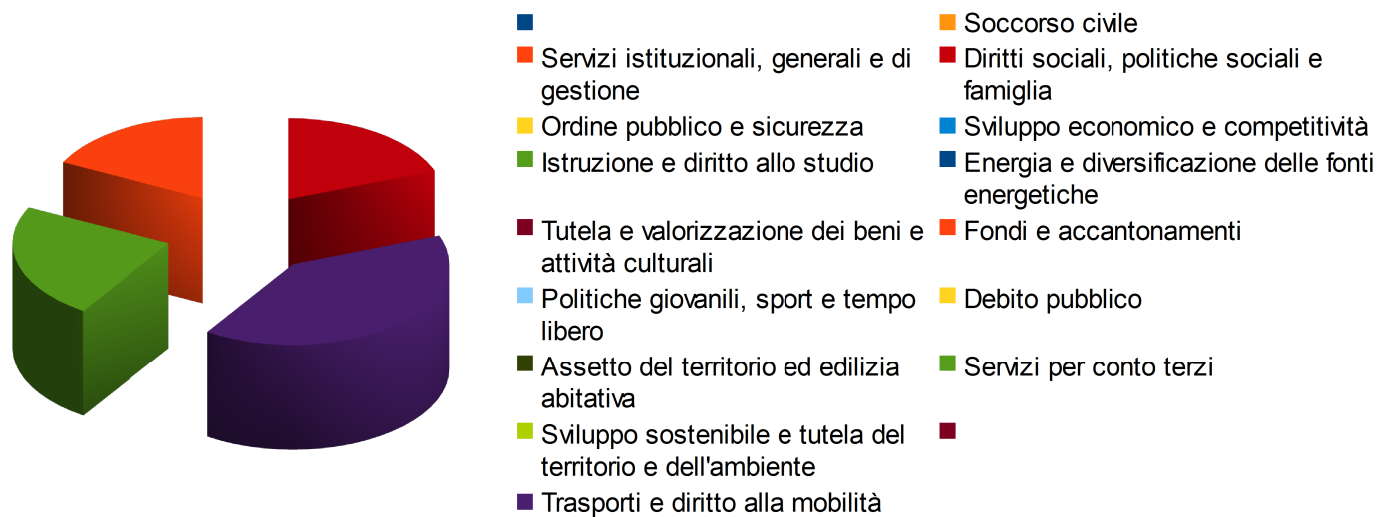 Servizi istituzionali, generali e di
gestione
Ordine pubblico e sicurezza
Istruzione e diritto allo studio
Tutela e valorizzazione dei beni e
attività culturali
Politiche giovanili, sport e tempo
libero
Assetto del territorio ed edilizia
abitativa
Sviluppo sostenibile e tutela del
territorio e dell'ambiente
Trasporti e diritto alla mobilità
Soccorso civile
Diritti sociali, politiche sociali e
famiglia
Sviluppo economico e competitività
Energia e diversificazione delle fonti
energetiche
Fondi e accantonamenti
Debito pubblico
Servizi per conto terzi